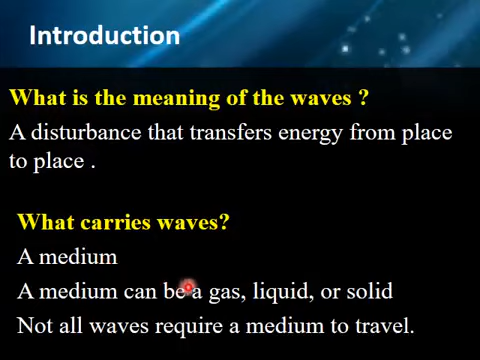 Introduction
What is the meaning of the waves ?
A disturbance that transfers energy from place
to place .
What carries waves?
A medium
A medium can be a gas, liquid, or solid
Not all waves require a medium to travel.